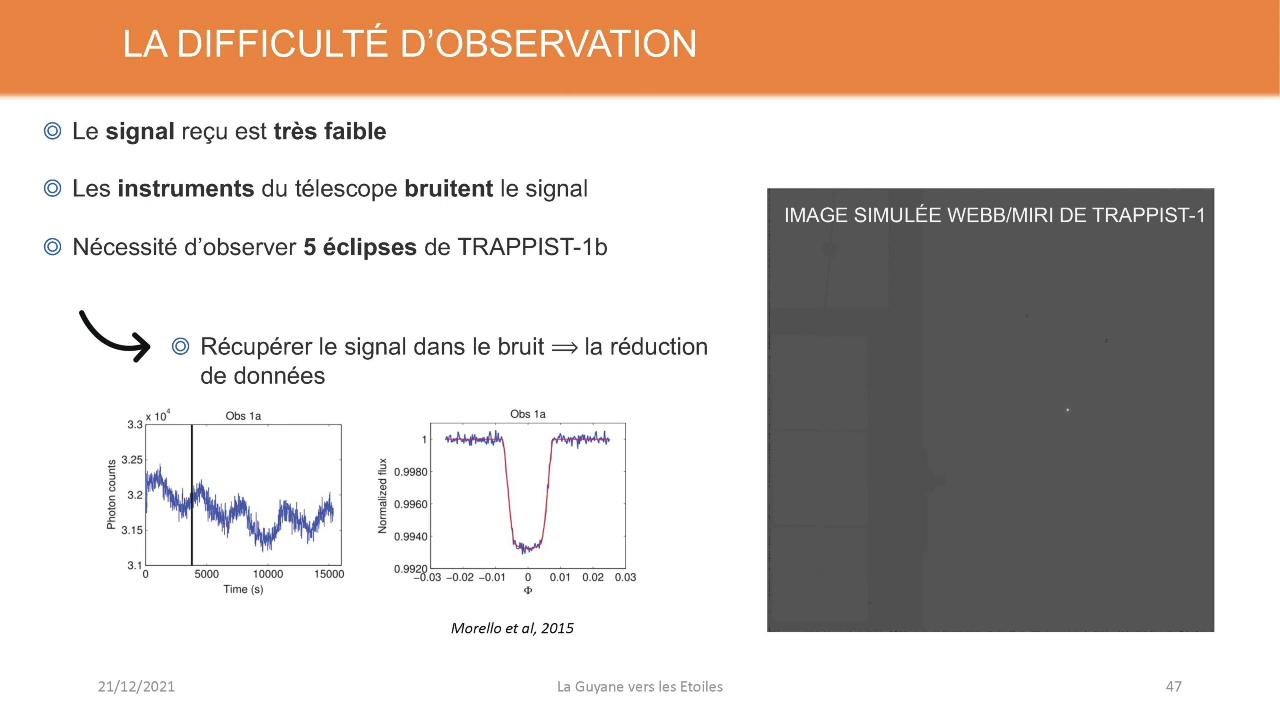 LA DIFFICULTÉ D’OBSERVATION
Le signal reçu est très faible
Les instruments du télescope bruitent le signal
Nécessité d’observer 5 éclipses de TRAPPIST-1b
Récupérer le signal dans le bruit ⟹ la réduction
de données
IMAGE SIMULÉE WEBB/MIRI DE TRAPPIST-1
x 10⁴
Obs 1a
3.3
3.25
3.2
3.15
3.1
Photon counts
0 5000 10000 15000
Time (s)
Obs 1a
1
0.9980
0.9960
0.9940
0.9920
Normalized flux
−0.03 −0.02 −0.01 0 0.01 0.02 0.03
Φ
Morello et al, 2015
21/12/2021
La Guyane vers les Etoiles
47